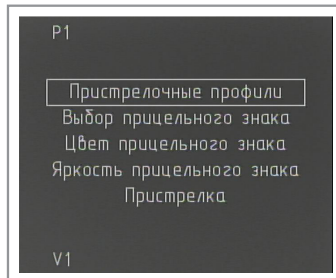 P1
Пристрелочные профили
Выбор прицельного знака
Цвет прицельного знака
Яркость прицельного знака
Пристрелка
V1